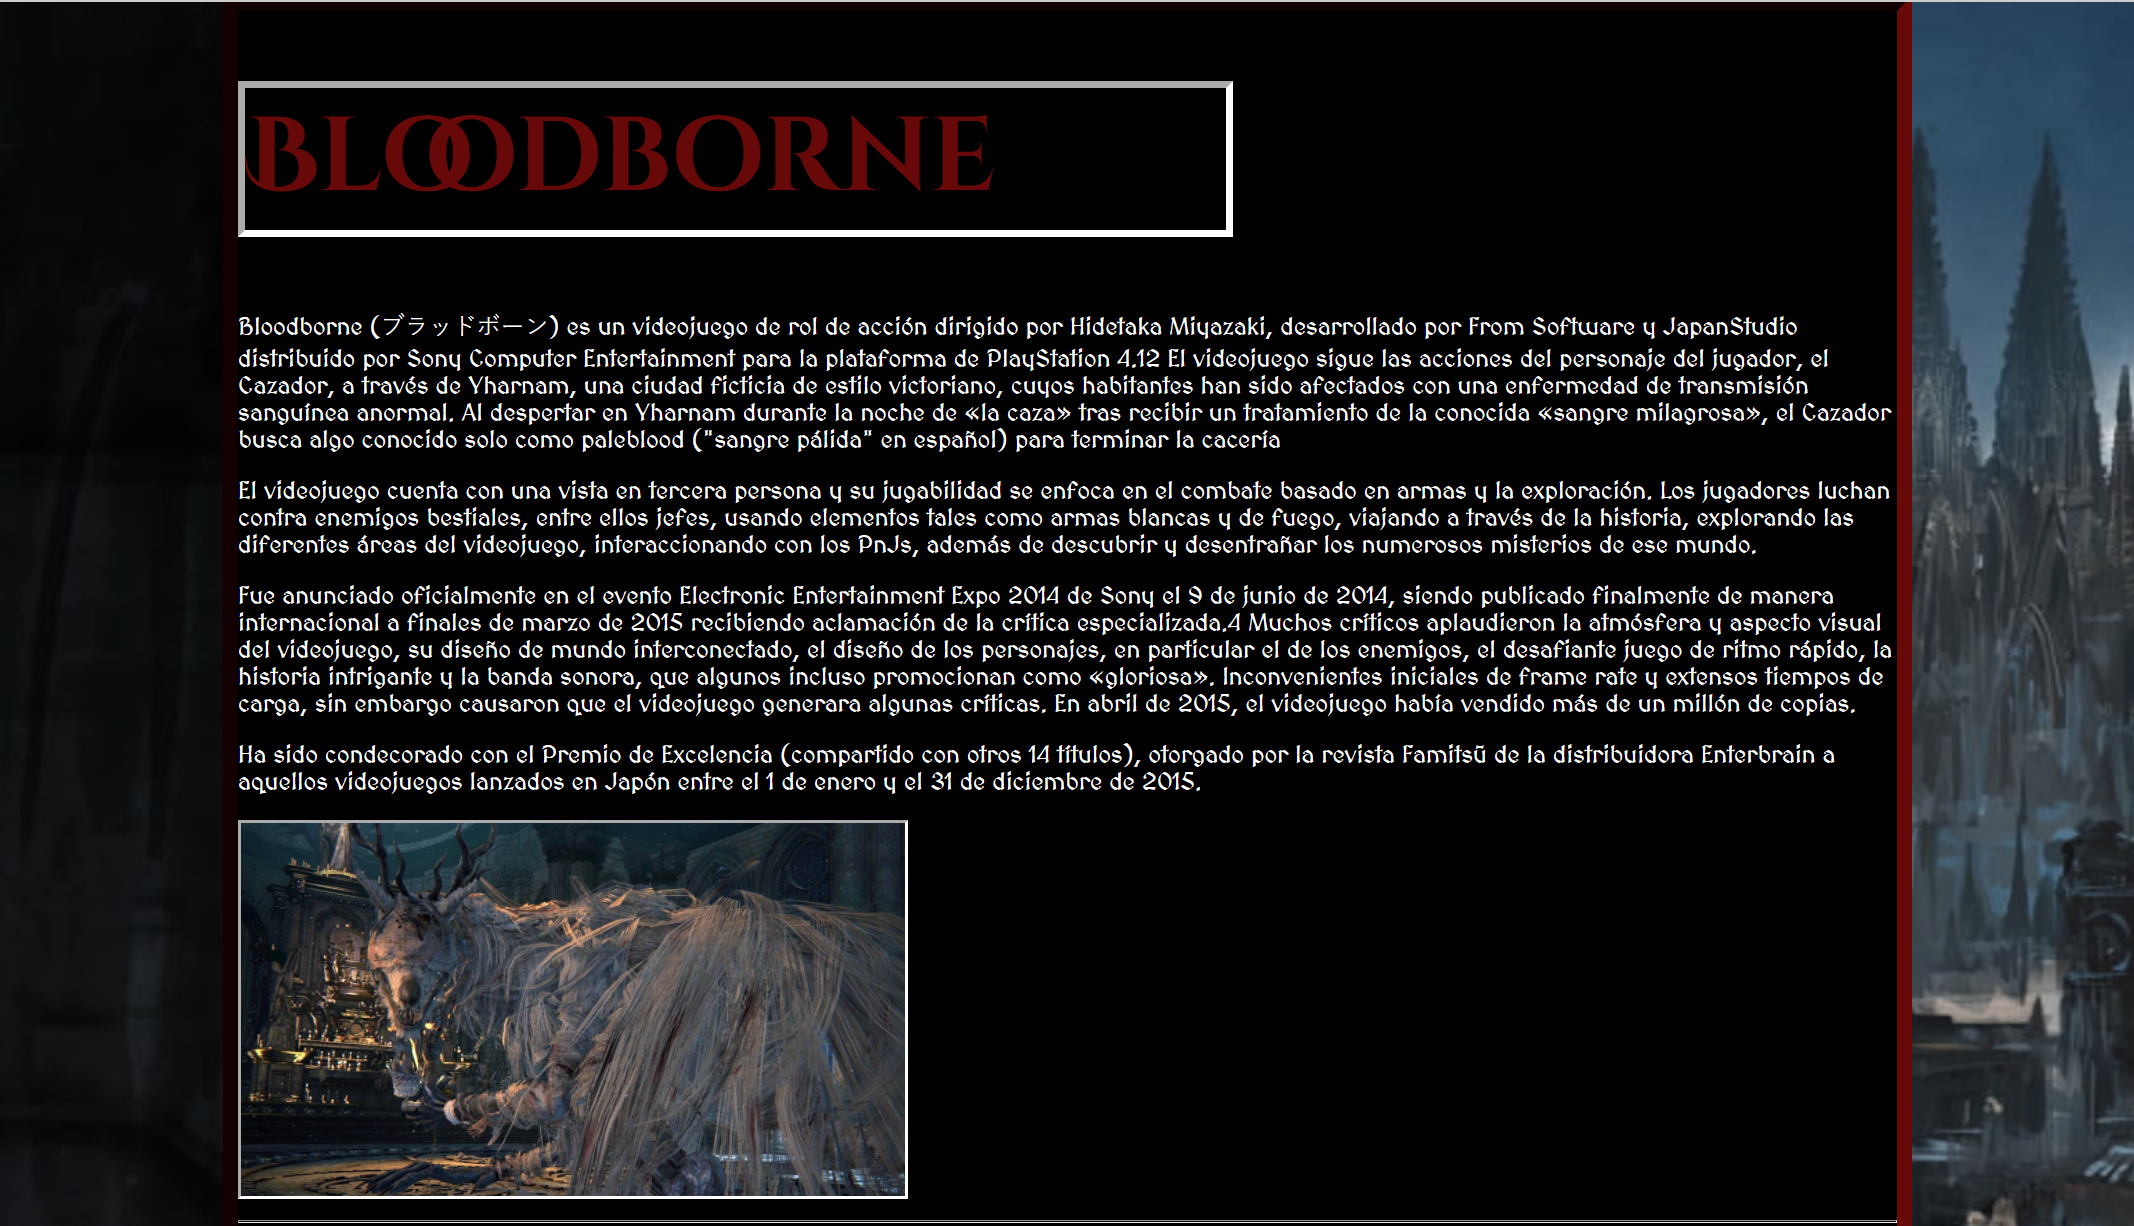 BLOODBORNE
Bloodborne (ブラッドボーン) es un videojuego de rol de acción dirigido por Hidetaka Miyazaki, desarrollado por From Software y JapanStudio
distribuido por Sony Computer Entertainment para la plataforma de PlayStation 4.12 El videojuego sigue las acciones del personaje del jugador, el
Cazador, a través de Yharnam, una ciudad ficticia de estilo victoriano, cuyos habitantes han sido afectados con una enfermedad de transmisión
sanguínea anormal. Al despertar en Yharnam durante la noche de «la caza» tras recibir un tratamiento de la conocida «sangre milagrosa», el Cazador
busca algo conocido solo como paleblood ("sangre pálida" en español) para terminar la cacería
El videojuego cuenta con una vista en tercera persona y su jugabilidad se enfoca en el combate basado en armas y la exploración. Los jugadores luchan
contra enemigos bestiales, entre ellos jefes, usando elementos tales como armas blancas y de fuego, viajando a través de la historia, explorando las
diferentes áreas del videojuego, interaccionando con los PnJs, además de descubrir y desentrañar los numerosos misterios de ese mundo.
Fue anunciado oficialmente en el evento Electronic Entertainment Expo 2014 de Sony el 9 de junio de 2014, siendo publicado finalmente de manera
internacional a finales de marzo de 2015 recibiendo aclamación de la crítica especializada.4 Muchos críticos aplaudieron la atmósfera y aspecto visual
del videojuego, su diseño de mundo interconectado, el diseño de los personajes, en particular el de los enemigos, el desafiante juego de ritmo rápido, la
historia intrigante y la banda sonora, que algunos incluso promocionan como «gloriosa». Inconvenientes iniciales de frame rate y extensos tiempos de
carga, sin embargo causaron que el videojuego generara algunas críticas. En abril de 2015, el videojuego había vendido más de un millón de copias.
Ha sido condecorado con el Premio de Excelencia (compartido con otros 14 títulos), otorgado por la revista Famitsū de la distribuidora Enterbrain a
aquellos videojuegos lanzados en Japón entre el 1 de enero y el 31 de diciembre de 2015.